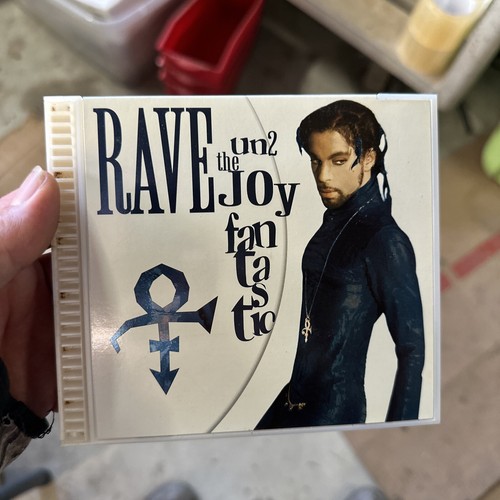 RAVE
un2
the
Joy
fan
ta
s
tic